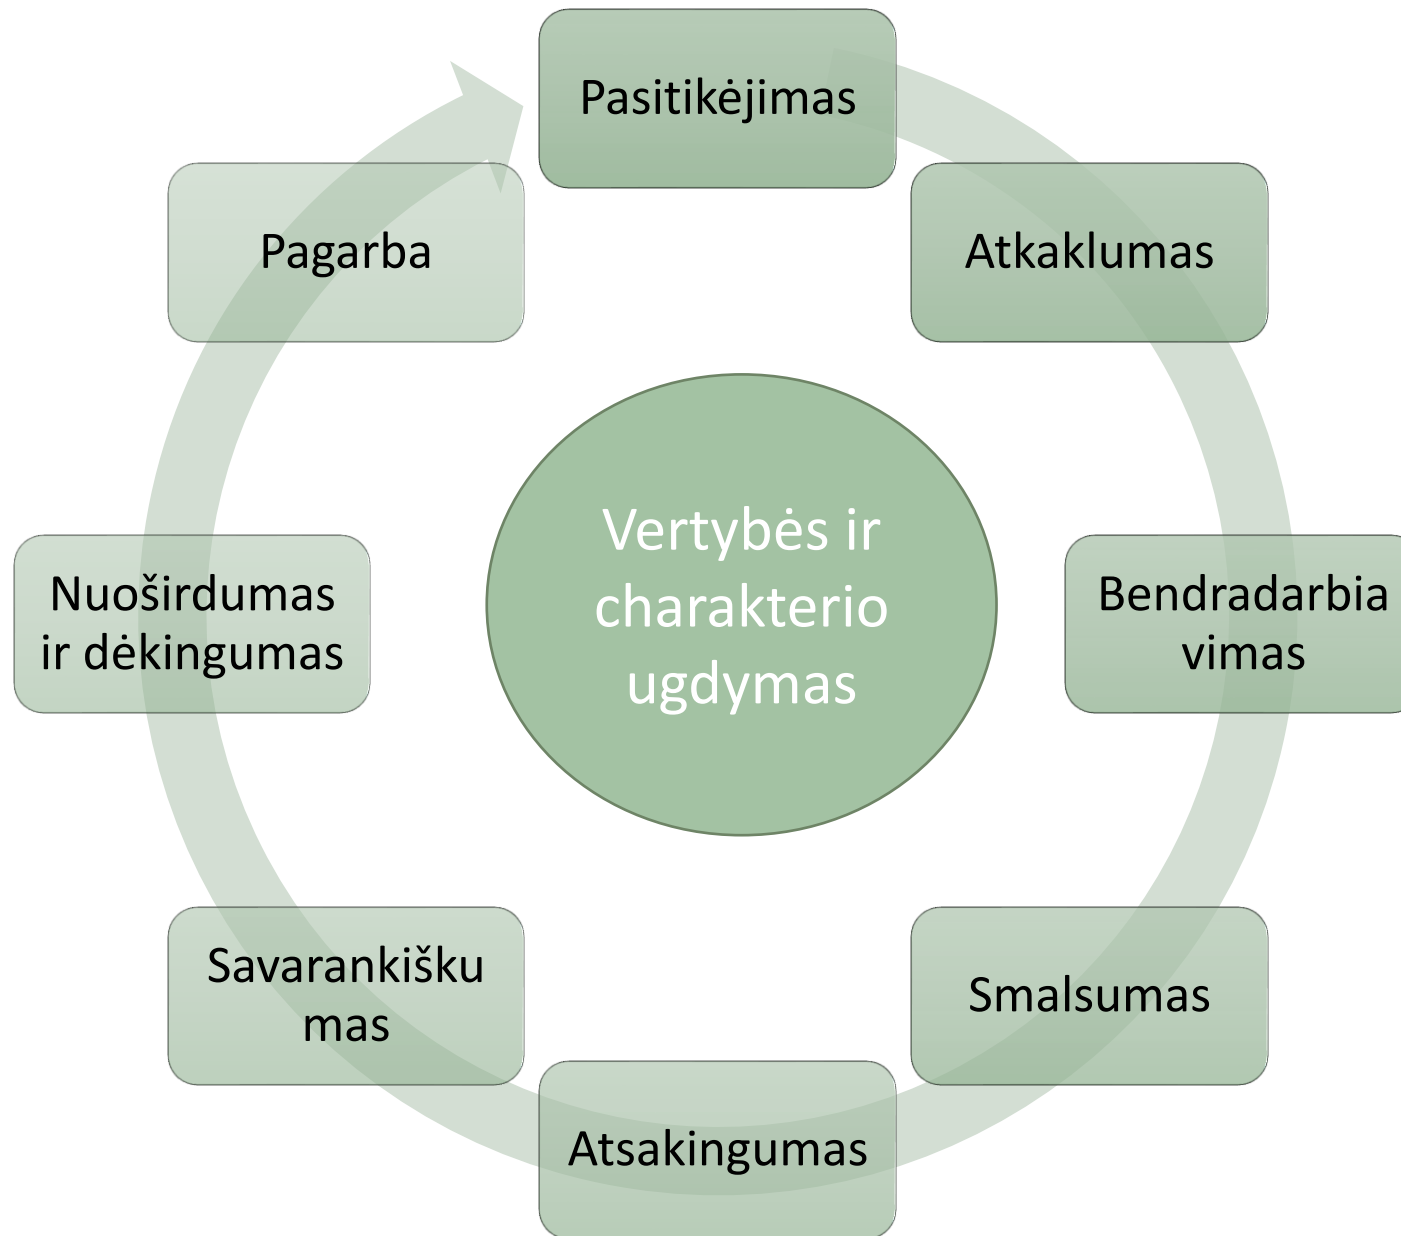 Pasitikėjimas
Atkaklumas
Bendradarbia
vimas
Smalsumas
Atsakingumas
Savarankišku
mas
Nuoširdumas
ir dėkingumas
Pagarba
Vertybės ir
charakterio
ugdymas